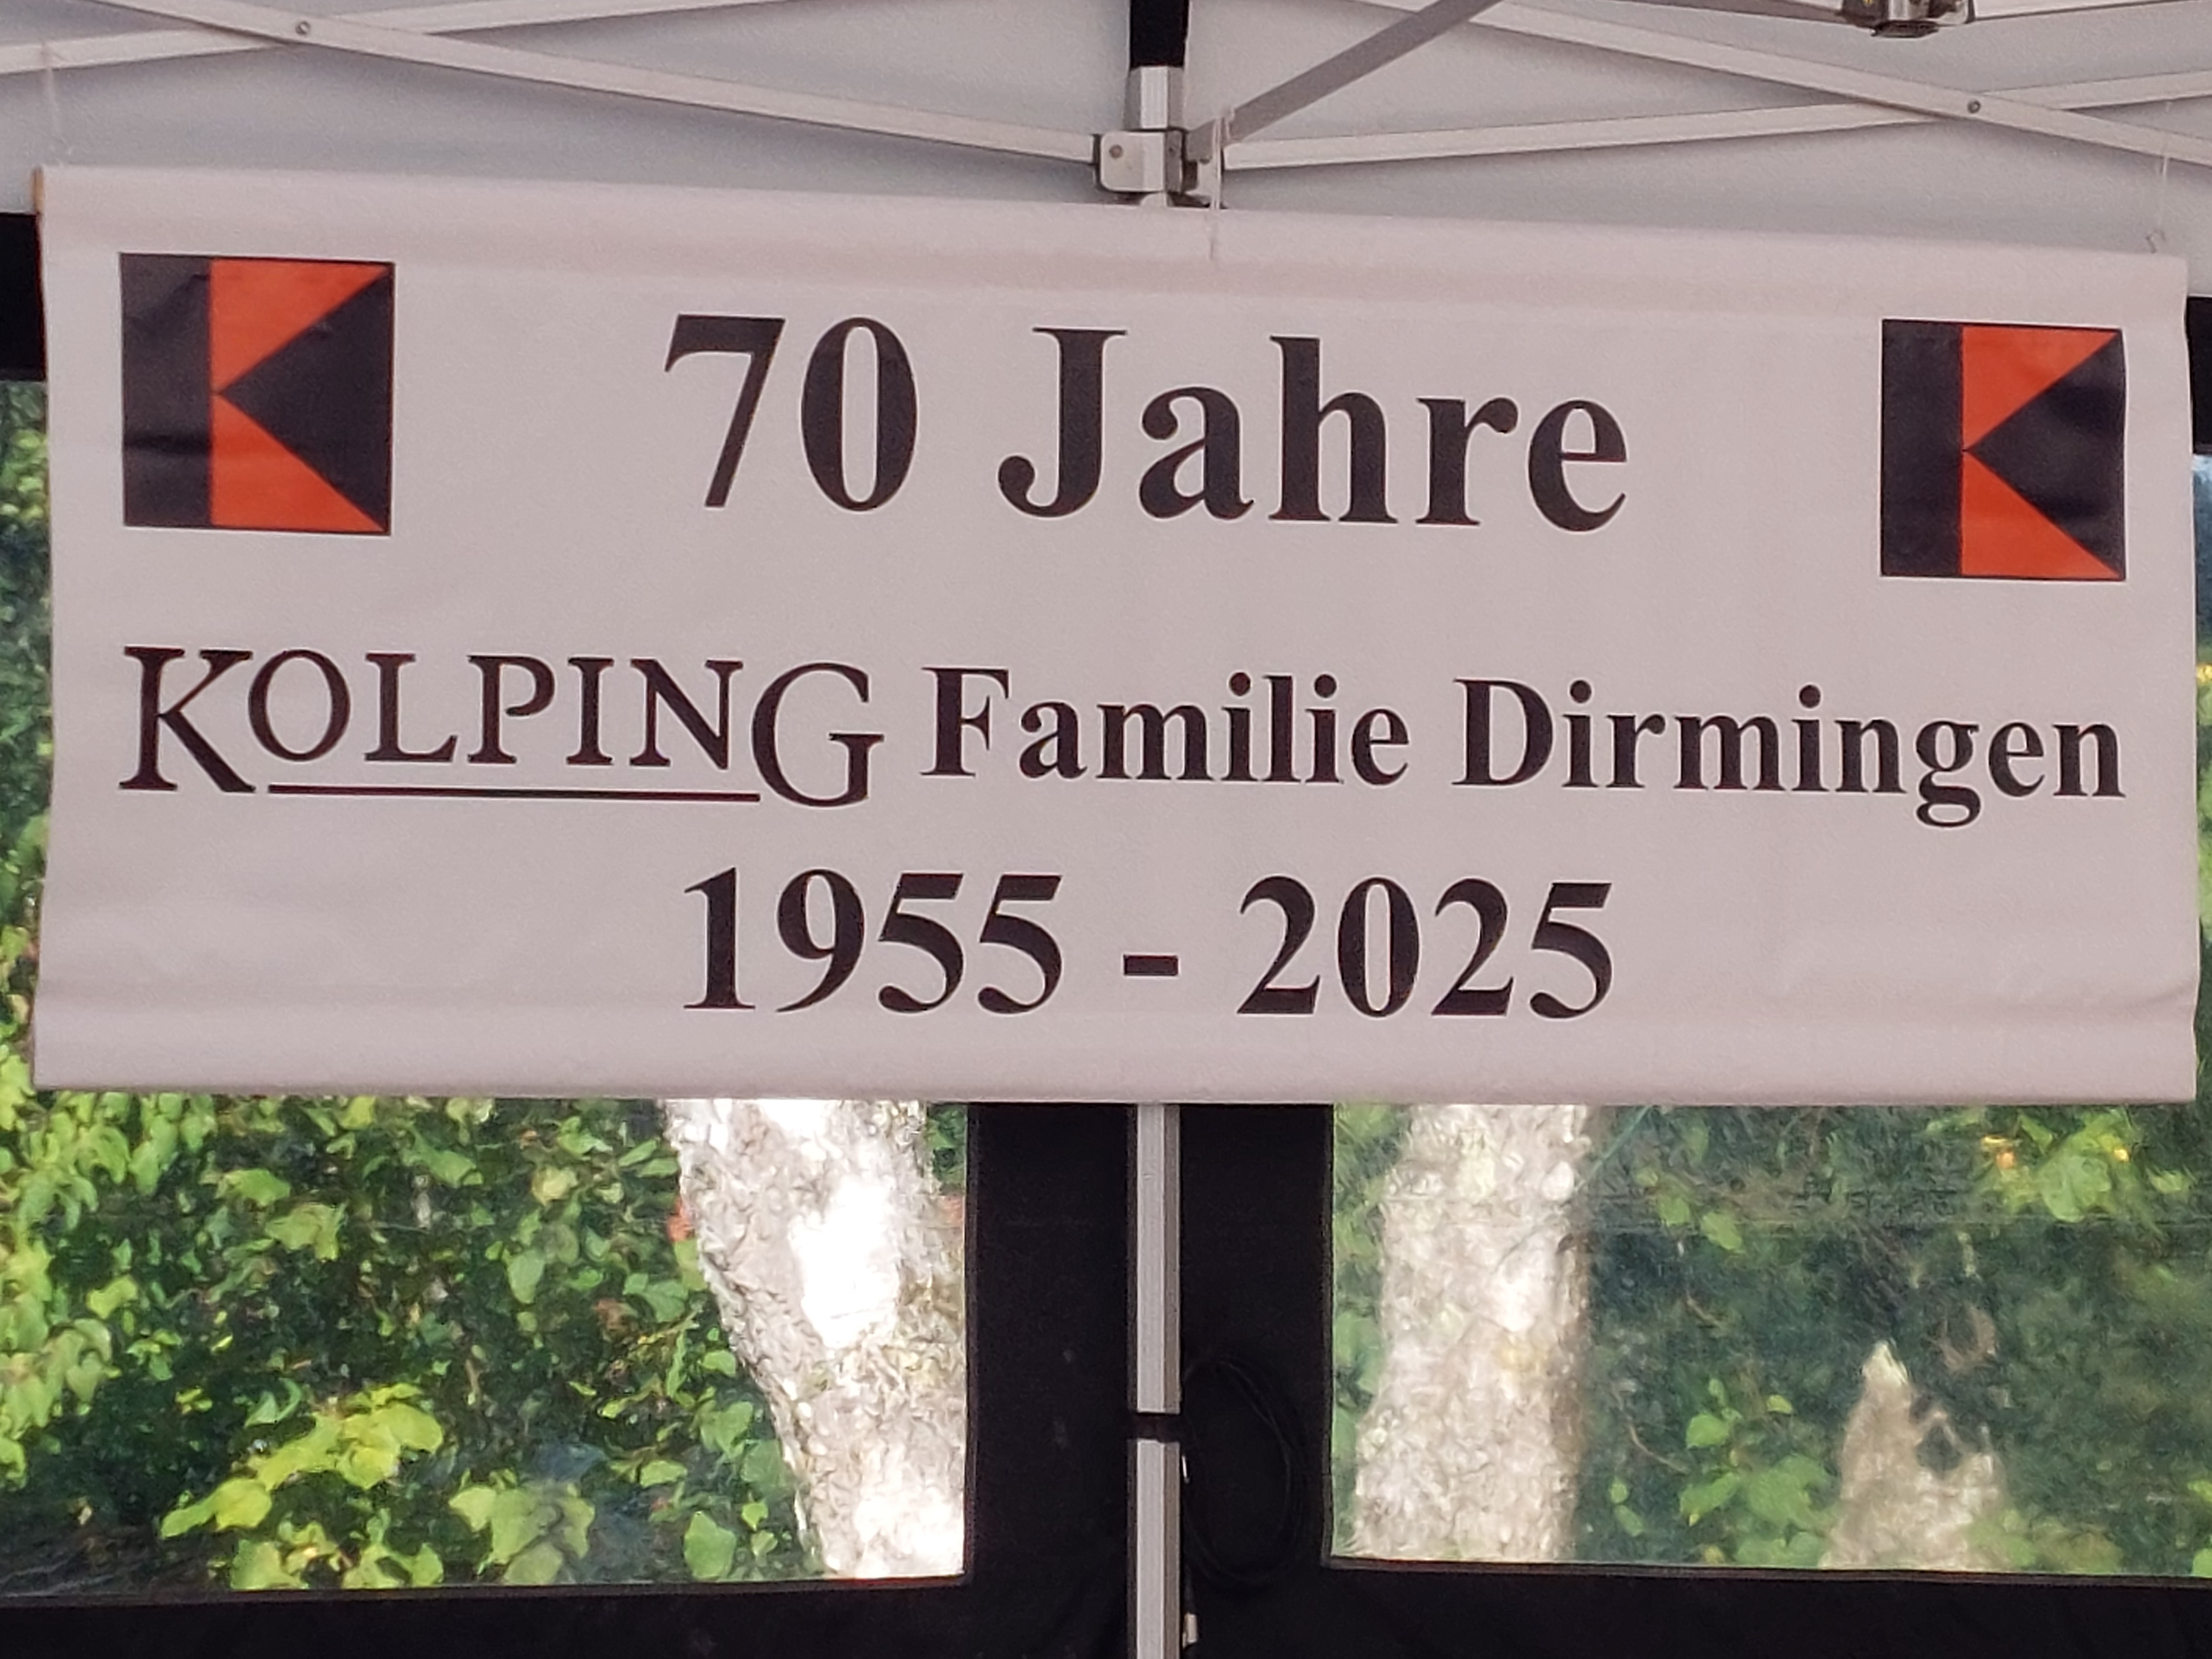 70 Jahre
KOLPING Familie Dirmingen
1955 - 2025